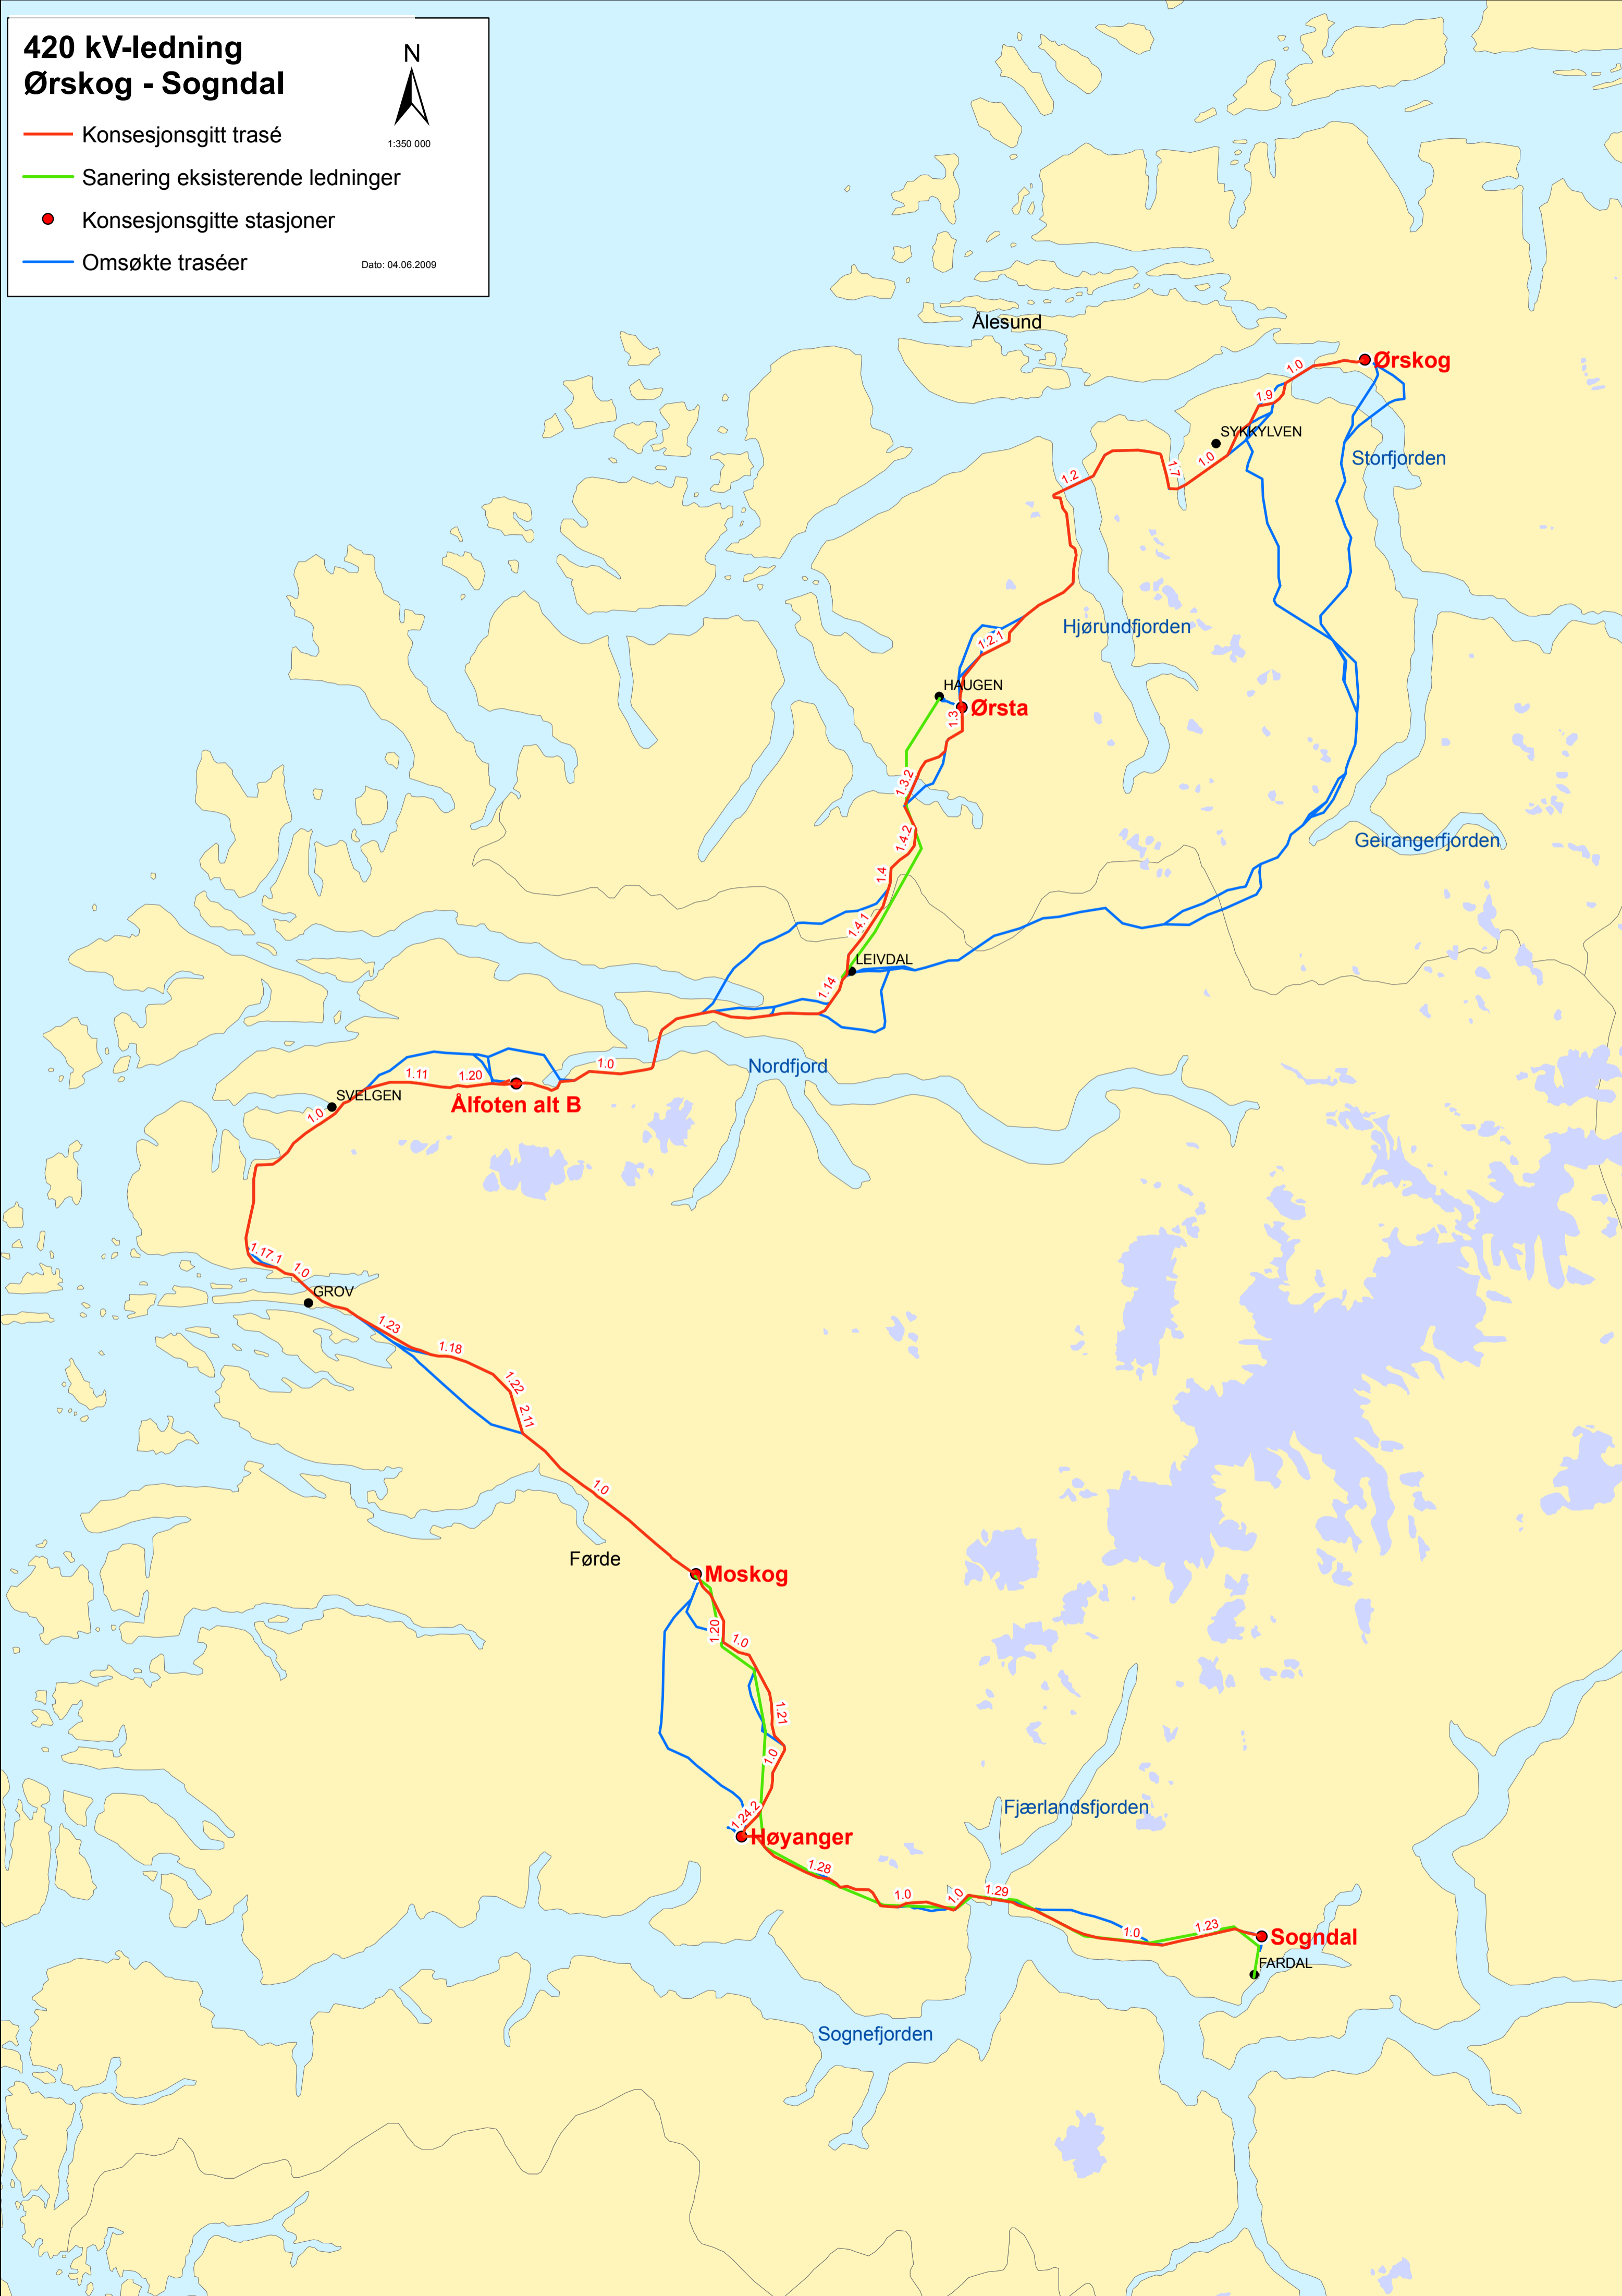 420 kV-ledning
Ørskog - Sogndal
N
1:350 000
Konsesjonsgitt trasé
Sanering eksisterende ledninger
Konsesjonsgitte stasjoner
Omsøkte traséer
Dato: 04.06.2009
Ålesund
Ørskog
1.0
1.9
SYKKYLVEN
Storfjorden
1.0
1.7
1.2
Hjørundfjorden
1.2.1
HAUGEN
Ørsta
1.3
1.3.2
1.4.2
Geirangerfjorden
1.4
1.4.1
LEIVDAL
1.14
Nordfjord
1.0
1.20
1.11
Ålfoten alt B
SVELGEN
1.0
1.17.1
1.0
GROV
1.23
1.18
1.22
2.11
1.0
Førde
Moskog
1.20
1.0
1.21
1.0
1.24.2
Høyanger
Fjærlandsfjorden
1.28
1.0
1.0
1.29
1.0
1.23
Sogndal
FARDAL
Sognefjorden